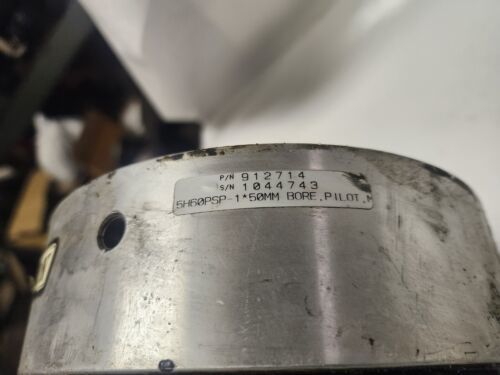 P/N 912714
S/N 1044743
5H60PSP-1*50MM BORE,PILOT,